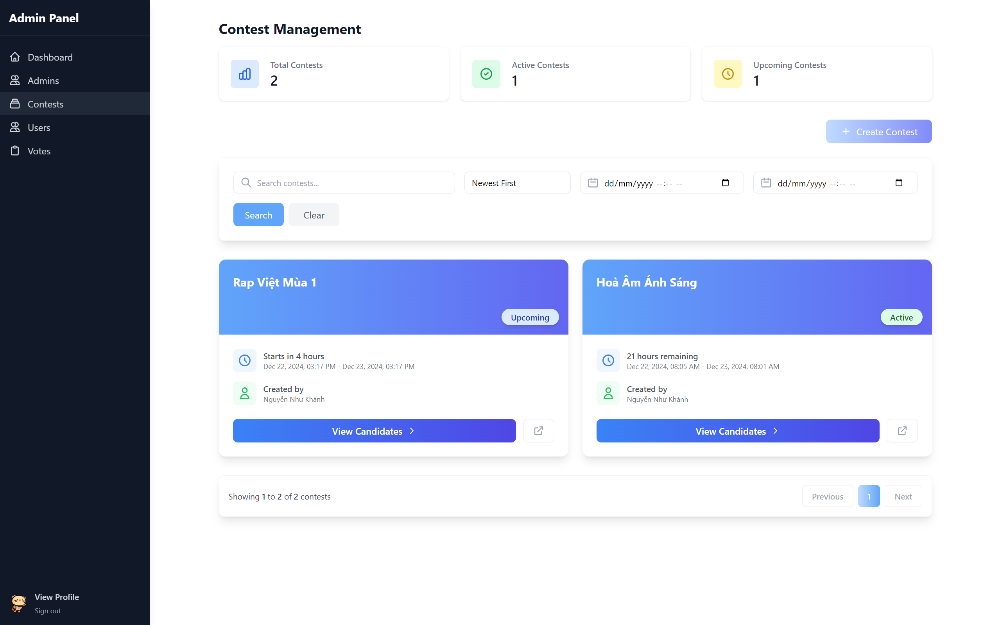 Admin Panel
Dashboard
Admins
Contests
Users
Votes
View Profile
Sign out
Contest Management
Total Contests
2
Active Contests
1
Upcoming Contests
1
+ Create Contest
Search contests...
Newest First
dd/mm/yyyy --:-- --
dd/mm/yyyy --:-- --
Search
Clear
Rap Việt Mùa 1
Upcoming
Starts in 4 hours
Dec 22, 2024, 03:17 PM - Dec 23, 2024, 03:17 PM
Created by
Nguyễn Như Khánh
View Candidates
Hoà Âm Ánh Sáng
Active
21 hours remaining
Dec 22, 2024, 08:05 AM - Dec 23, 2024, 08:01 AM
Created by
Nguyễn Như Khánh
View Candidates
Showing 1 to 2 of 2 contests
Previous
1
Next